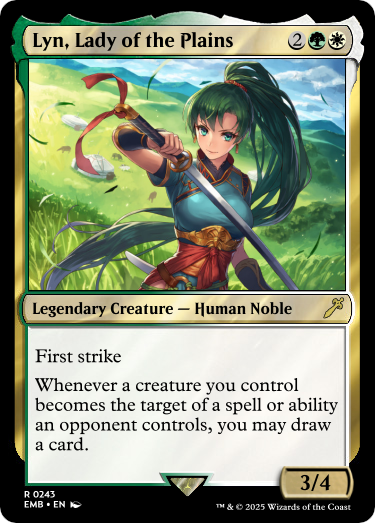 Lyn, Lady of the Plains 2
Legendary Creature — Human Noble
First strike
Whenever a creature you control
becomes the target of a spell or ability
an opponent controls, you may draw
a card.
3/4
R 0243
EMB • EN
™ & © 2025 Wizards of the Coast